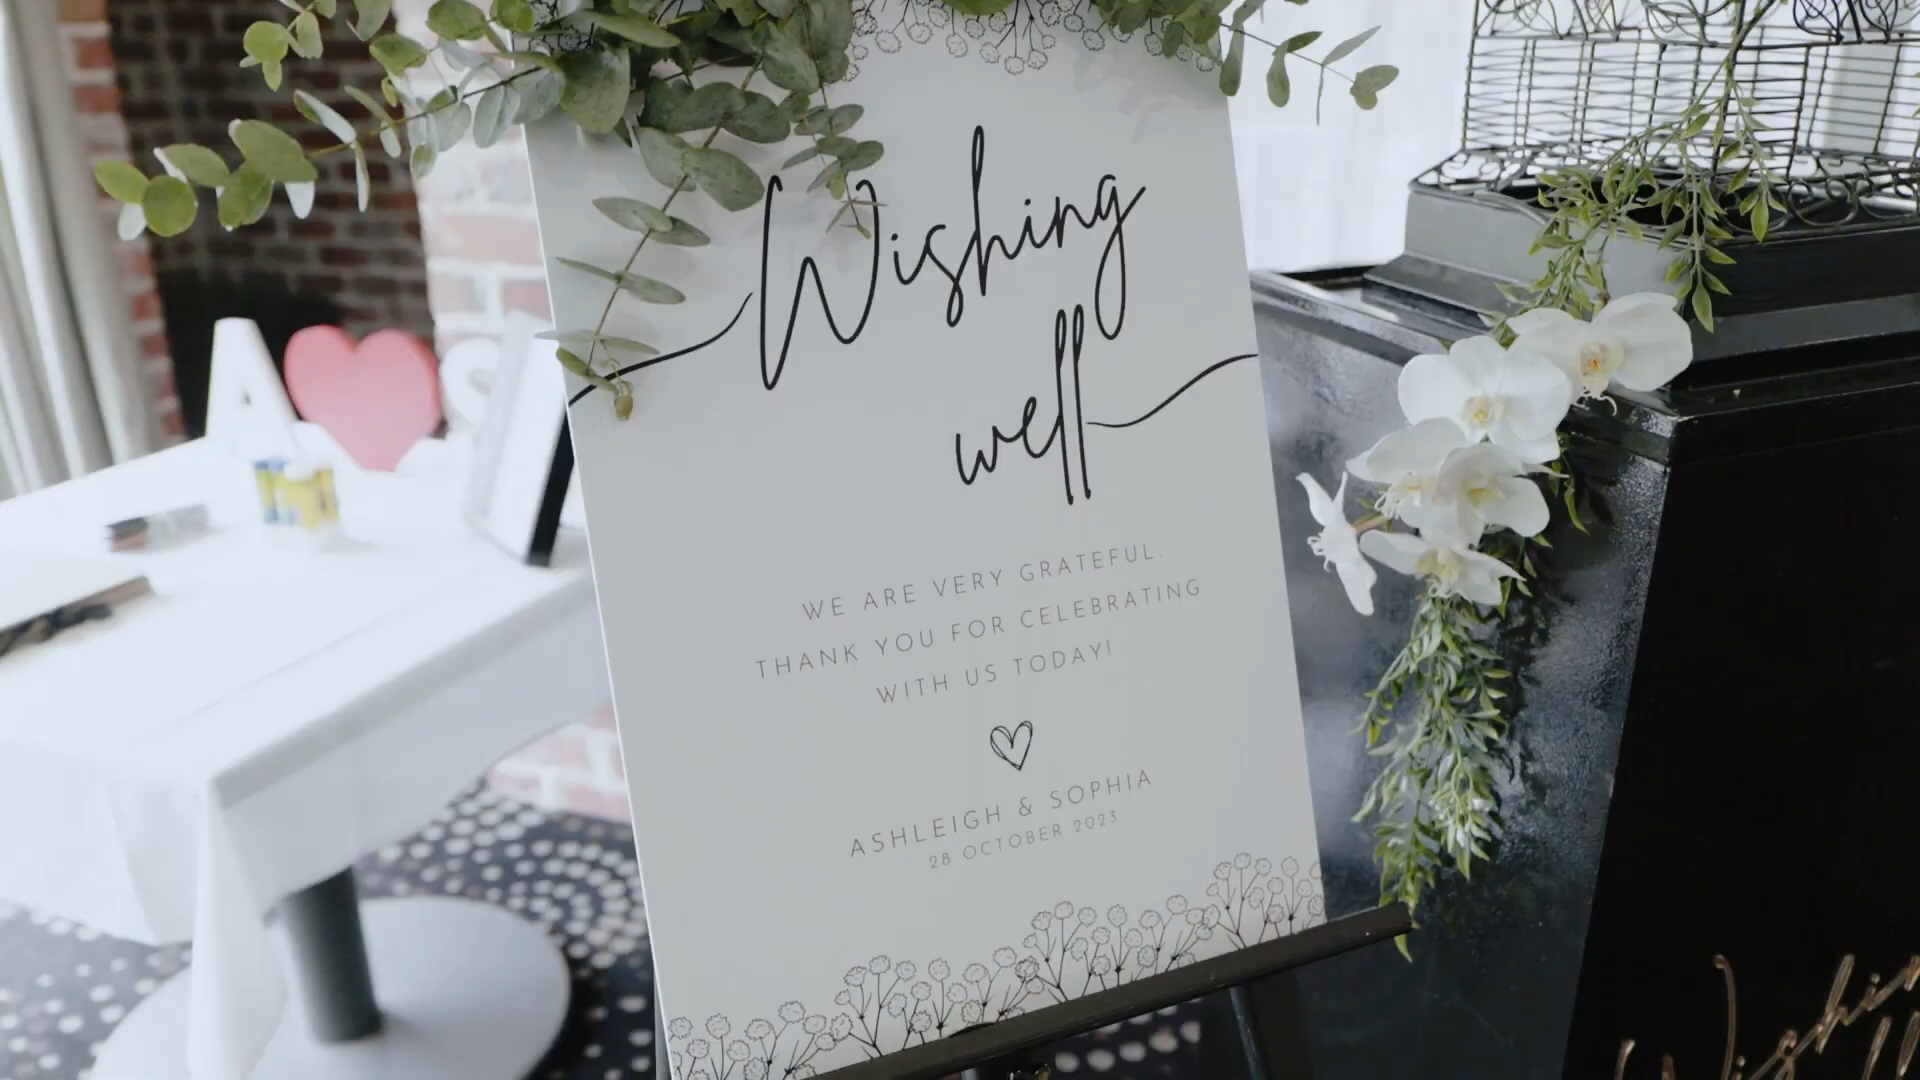 Wishing
well
WE ARE VERY GRATEFUL.
THANK YOU FOR CELEBRATING
WITH US TODAY!
ASHLEIGH & SOPHIA
28 OCTOBER 2023
A
S